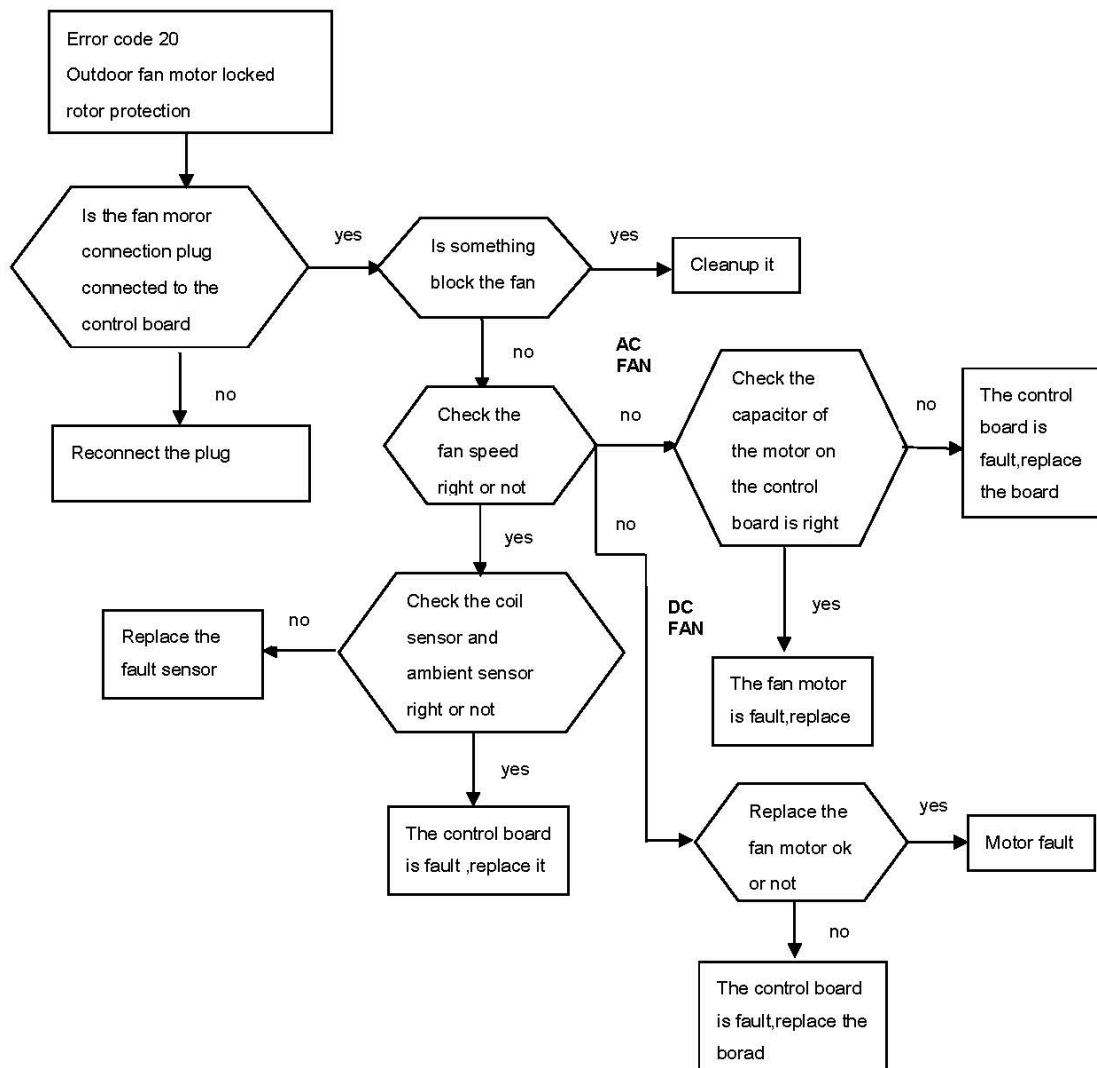 Error code 20
Outdoor fan motor locked
rotor protection
Is the fan moror
connection plug
connected to the
control board
yes
Is something
block the fan
yes
Cleanup it
no
Reconnect the plug
no
AC
FAN
Check the
fan speed
right or not
no
Check the
capacitor of
the motor on
the control
board is right
no
The control
board is
fault,replace
the board
yes
The fan motor
is fault,replace
yes
no
DC
FAN
Check the coil
sensor and
ambient sensor
right or not
no
Replace the
fault sensor
yes
The control board
is fault ,replace it
Replace the
fan motor ok
or not
yes
Motor fault
no
The control board
is fault,replace the
borad